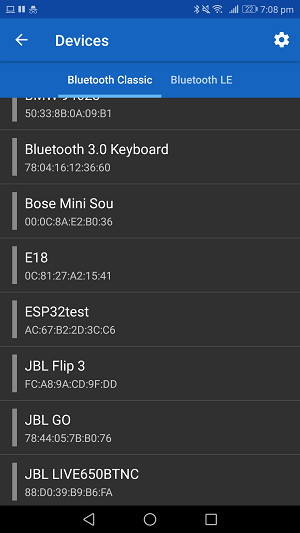 7:08 pm
Devices
Bluetooth Classic
Bluetooth LE
50:33:8B:0A:09:B1
Bluetooth 3.0 Keyboard
78:04:16:12:36:60
Bose Mini Sou
00:0C:8A:E2:B0:36
E18
0C:81:27:A2:15:41
ESP32test
AC:67:B2:2D:3C:C6
JBL Flip 3
FC:A8:9A:CD:9F:DD
JBL GO
78:44:05:7B:B0:76
JBL LIVE650BTNC
88:D0:39:B9:B6:FA